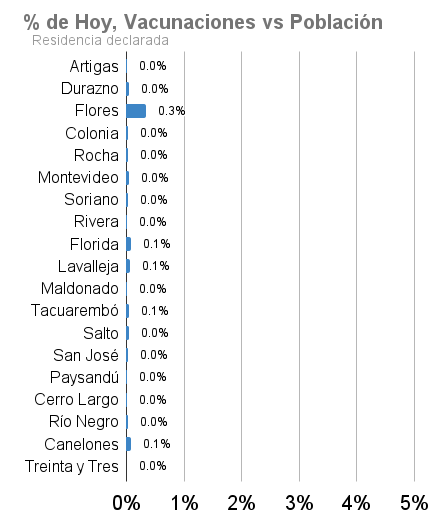 % de Hoy, Vacunaciones vs Población
Residencia declarada
Artigas 0.0%
Durazno 0.0%
Flores 0.3%
Colonia 0.0%
Rocha 0.0%
Montevideo 0.0%
Soriano 0.0%
Rivera 0.0%
Florida 0.1%
Lavalleja 0.1%
Maldonado 0.0%
Tacuarembó 0.1%
Salto 0.0%
San José 0.0%
Paysandú 0.0%
Cerro Largo 0.0%
Río Negro 0.0%
Canelones 0.1%
Treinta y Tres 0.0%
0% 1% 2% 3% 4% 5%